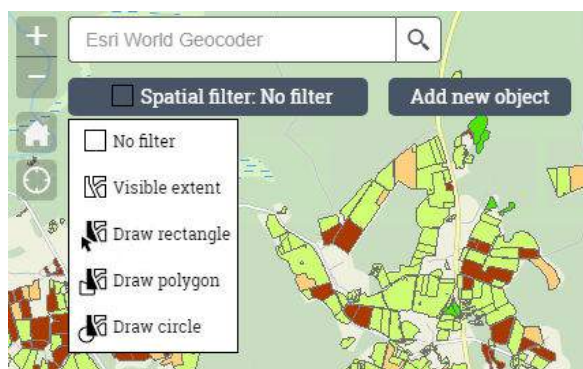 +
Esri World Geocoder
−
Spatial filter: No filter
Add new object
No filter
Visible extent
Draw rectangle
Draw polygon
Draw circle